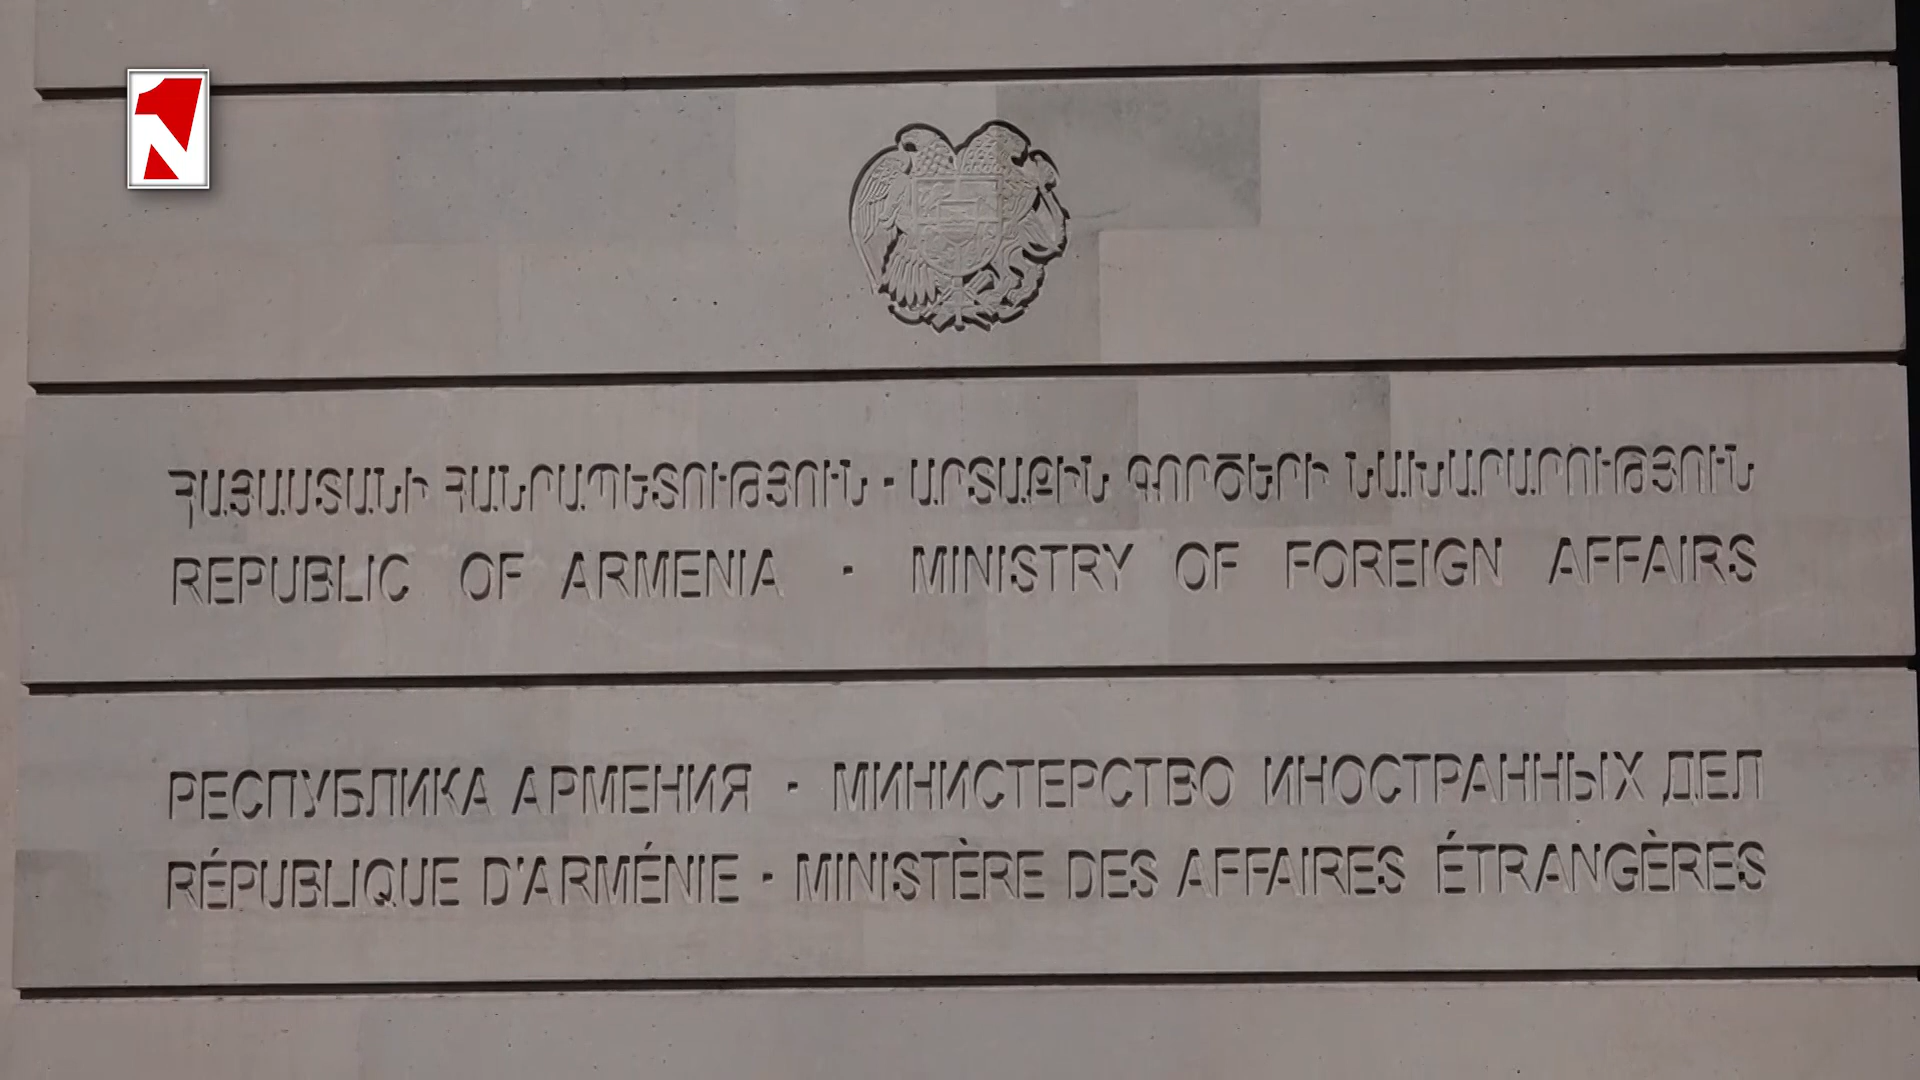 1N
ՀԱՅԱՍՏԱՆԻ ՀԱՆՐԱՊԵՏՈՒԹՅՈՒՆ - ԱՐՏԱՔԻՆ ԳՈՐԾԵՐԻ ՆԱԽԱՐԱՐՈՒԹՅՈՒՆ
REPUBLIC OF ARMENIA - MINISTRY OF FOREIGN AFFAIRS
РЕСПУБЛИКА АРМЕНИЯ - МИНИСТЕРСТВО ИНОСТРАННЫХ ДЕЛ
RÉPUBLIQUE D'ARMÉNIE - MINISTÈRE DES AFFAIRES ÉTRANGÈRES